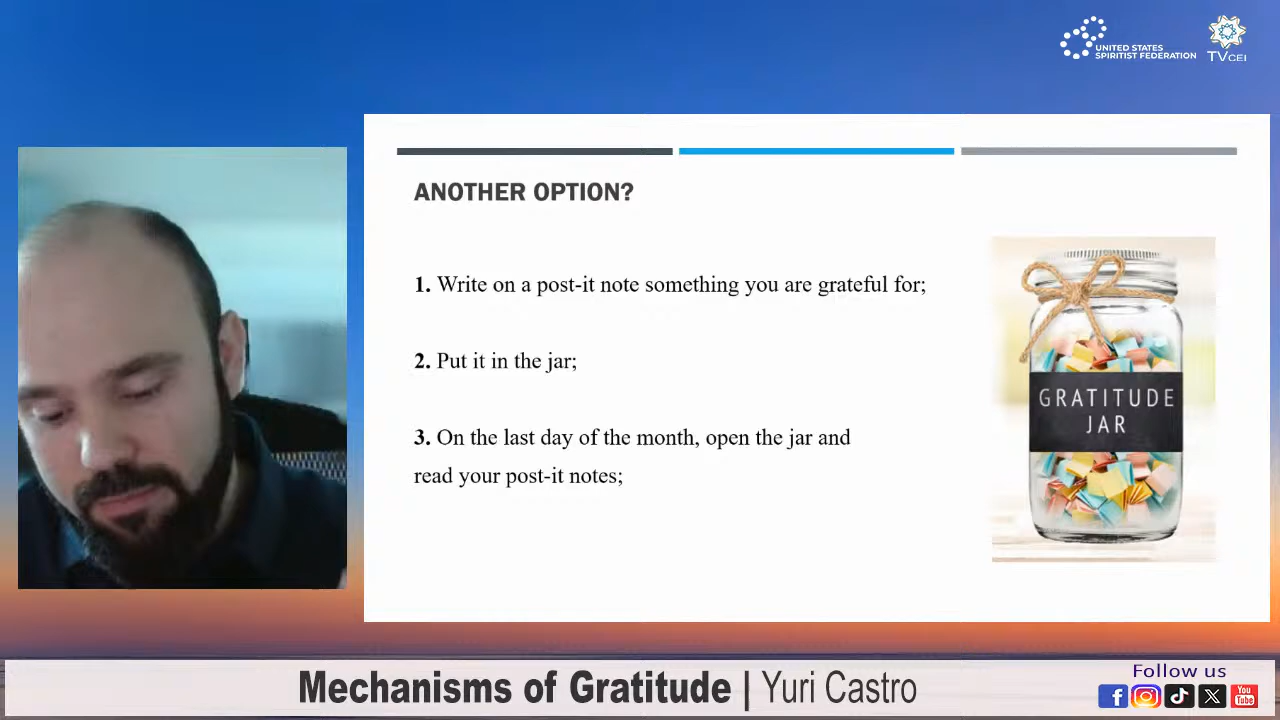 UNITED STATES
SPIRITIST FEDERATION
TVCEI
ANOTHER OPTION?
1. Write on a post-it note something you are grateful for;
2. Put it in the jar;
3. On the last day of the month, open the jar and
read your post-it notes;
GRATITUDE
JAR
Mechanisms of Gratitude | Yuri Castro
Follow us
You
Tube